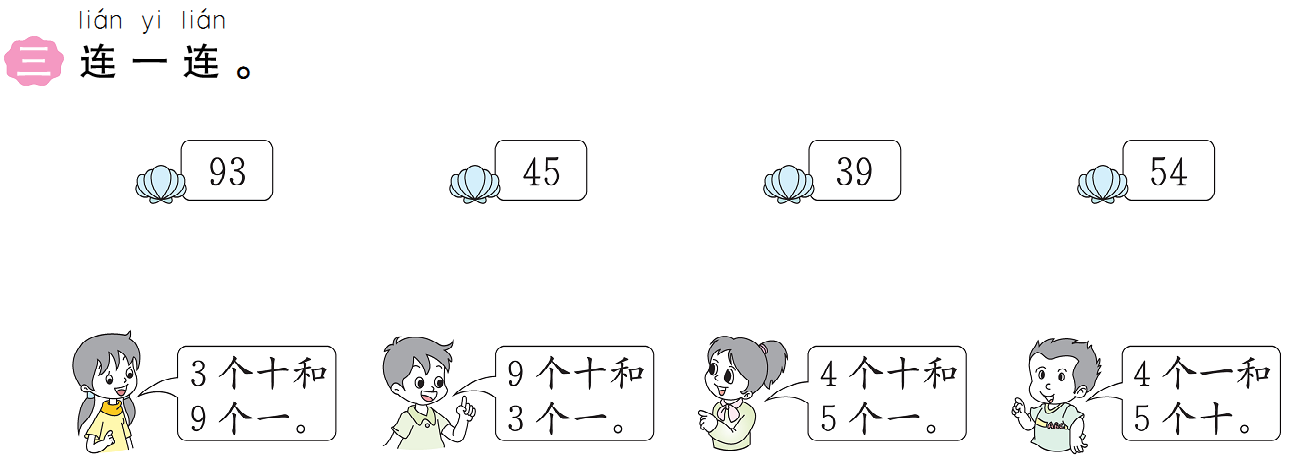 lián yi lián
三 连一连。
93 45 39 54
3个十和 9个十和 4个十和 4个一和
9个一。 3个一。 5个一。 5个十。